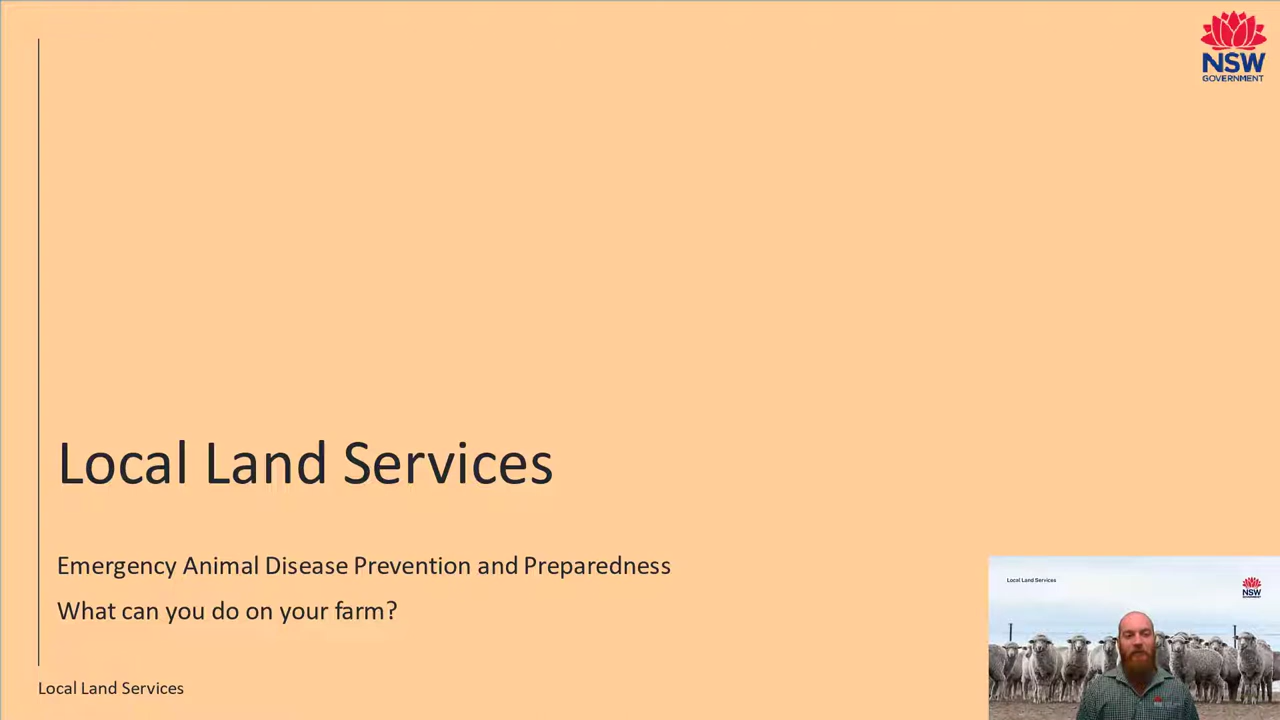 NSW
GOVERNMENT
Local Land Services
Emergency Animal Disease Prevention and Preparedness
What can you do on your farm?
Local Land Services
Local Land Services
NSW